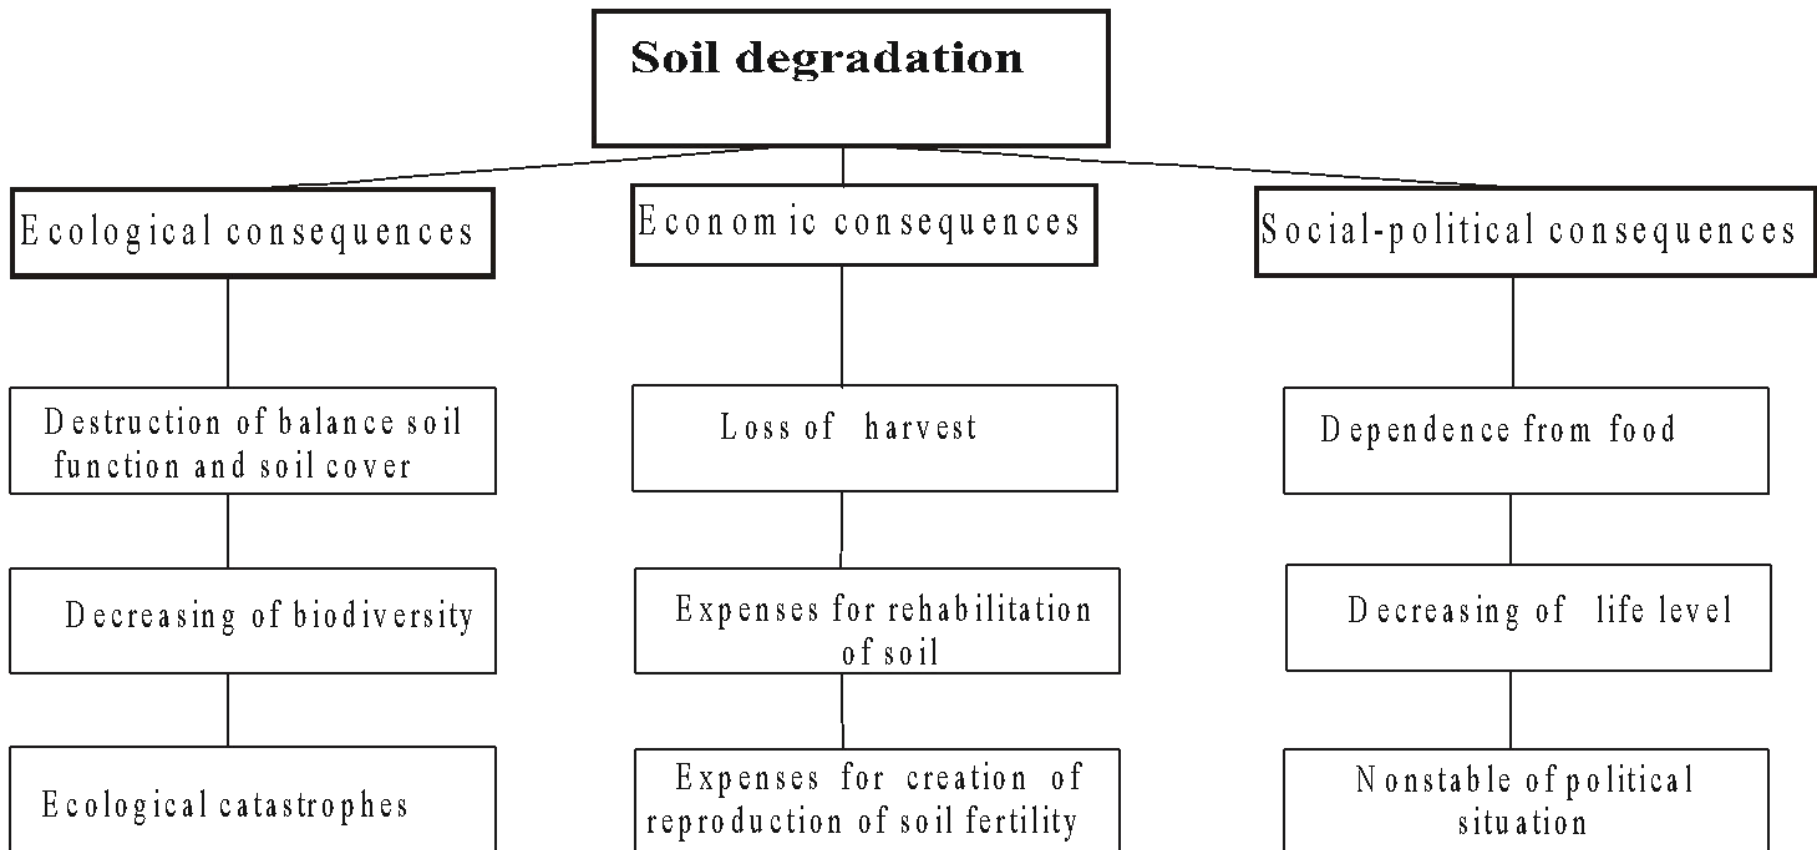 Soil degradation
Ecological consequences
Economic consequences
Social-political consequences
Destruction of balance soil
function and soil cover
Loss of harvest
Dependence from food
Decreasing of biodiversity
Expenses for rehabilitation
of soil
Decreasing of life level
Ecological catastrophes
Expenses for creation of
reproduction of soil fertility
Nonstable of political
situation